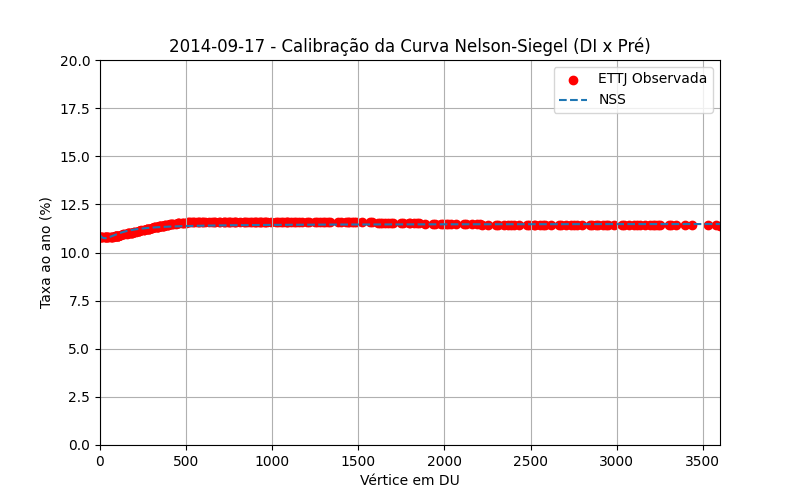 2014-09-17 - Calibração da Curva Nelson-Siegel (DI x Pré)
ETTJ Observada
NSS
Taxa ao ano (%)
20.0
17.5
15.0
12.5
10.0
7.5
5.0
2.5
0.0
0 500 1000 1500 2000 2500 3000 3500
Vértice em DU